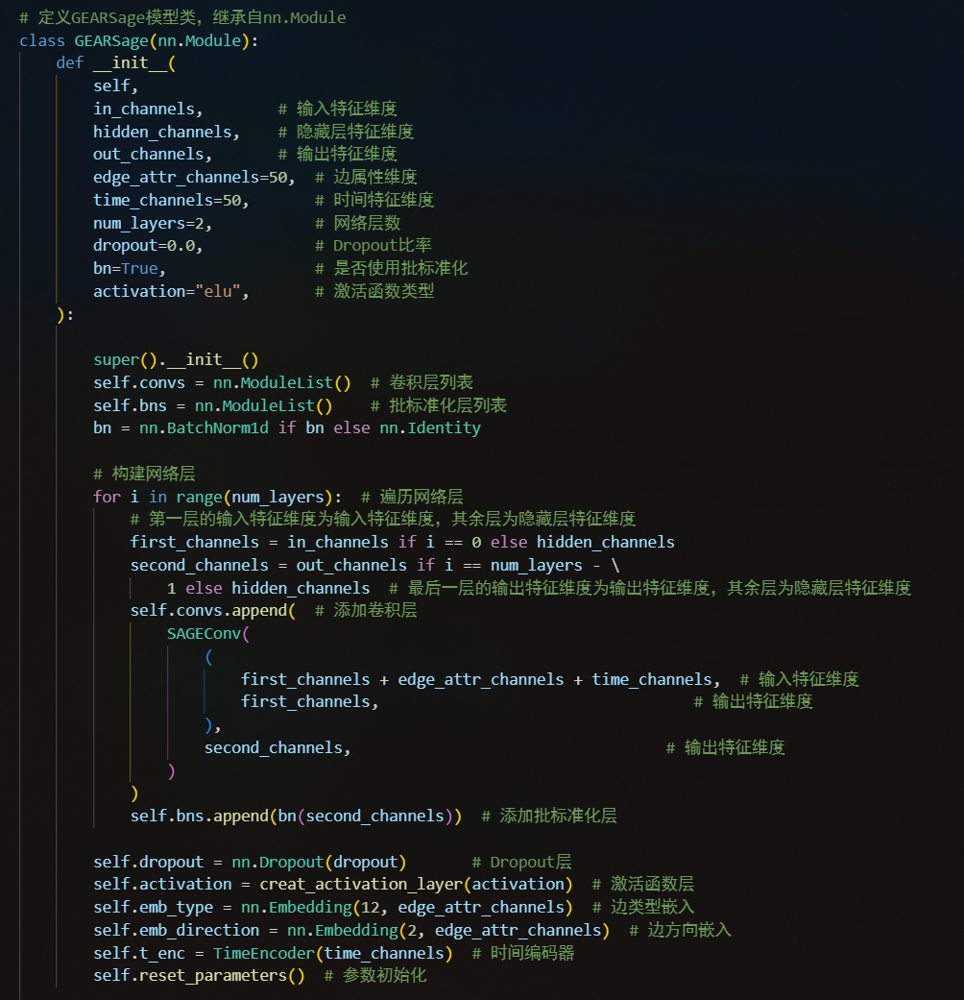 # 定义GEARSage模型类，继承自nn.Module
class GEARSage(nn.Module):
    def __init__(
        self,
        in_channels,        # 输入特征维度
        hidden_channels,    # 隐藏层特征维度
        out_channels,       # 输出特征维度
        edge_attr_channels=50,  # 边属性维度
        time_channels=50,       # 时间特征维度
        num_layers=2,           # 网络层数
        dropout=0.0,            # Dropout比率
        bn=True,                # 是否使用批标准化
        activation="elu",       # 激活函数类型
    ):
        super().__init__()
        self.convs = nn.ModuleList()  # 卷积层列表
        self.bns = nn.ModuleList()    # 批标准化层列表
        bn = nn.BatchNorm1d if bn else nn.Identity
        # 构建网络层
        for i in range(num_layers):  # 遍历网络层
            # 第一层的输入特征维度为输入特征维度，其余层为隐藏层特征维度
            first_channels = in_channels if i == 0 else hidden_channels
            second_channels = out_channels if i == num_layers - \
                1 else hidden_channels  # 最后一层的输出特征维度为输出特征维度，其余层为隐藏层特征维度
            self.convs.append(  # 添加卷积层
                SAGEConv(
                    (
                        first_channels + edge_attr_channels + time_channels,  # 输入特征维度
                        first_channels,                                  # 输出特征维度
                    ),
                    second_channels,                                  # 输出特征维度
                )
            )
            self.bns.append(bn(second_channels))  # 添加批标准化层
        self.dropout = nn.Dropout(dropout)       # Dropout层
        self.activation = creat_activation_layer(activation)  # 激活函数层
        self.emb_type = nn.Embedding(12, edge_attr_channels)  # 边类型嵌入
        self.emb_direction = nn.Embedding(2, edge_attr_channels)  # 边方向嵌入
        self.t_enc = TimeEncoder(time_channels)  # 时间编码器
        self.reset_parameters()  # 参数初始化